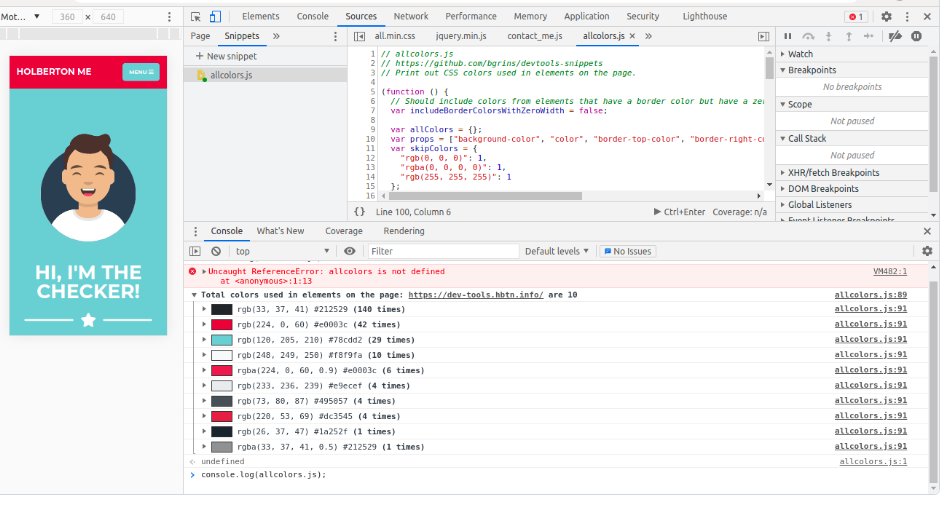 Mot... ▼ 360 × 640 ⋮
Elements Console Sources Network Performance Memory Application Security Lighthouse 1
Page Snippets » ⋮ all.min.css jquery.min.js contact_me.js allcolors.js × »
+ New snippet
allcolors.js
HOLBERTON ME
MENU ☰
HI, I'M THE
CHECKER!
1 // allcolors.js
2 // https://github.com/bgrins/devtools-snippets
3 // Print out CSS colors used in elements on the page.
4
5 (function () {
6 // Should include colors from elements that have a border color but have a zer
7 var includeBorderColorsWithZeroWidth = false;
8
9 var allColors = {};
10 var props = ["background-color", "color", "border-top-color", "border-right-co
11 var skipColors = {
12 "rgb(0, 0, 0)": 1,
13 "rgba(0, 0, 0, 0)": 1,
14 "rgb(255, 255, 255)": 1
15 };
16
{} Line 100, Column 6 ▶ Ctrl+Enter Coverage: n/a
Watch
Breakpoints
No breakpoints
Scope
Not paused
Call Stack
Not paused
XHR/Fetch Breakpoints
DOM Breakpoints
Global Listeners
Event Listener Breakpoints
Console What's New Coverage Rendering
top Filter Default levels No Issues
Uncaught ReferenceError: allcolors is not defined VM482:1
at <anonymous>:1:13
Total colors used in elements on the page: https://dev-tools.hbtn.info/ are 10 allcolors.js:89
rgb(33, 37, 41) #212529 (140 times) allcolors.js:91
rgb(224, 0, 60) #e0003c (42 times) allcolors.js:91
rgb(120, 205, 210) #78cdd2 (29 times) allcolors.js:91
rgb(248, 249, 250) #f8f9fa (10 times) allcolors.js:91
rgba(224, 0, 60, 0.9) #e0003c (6 times) allcolors.js:91
rgb(233, 236, 239) #e9ecef (4 times) allcolors.js:91
rgb(73, 80, 87) #495057 (4 times) allcolors.js:91
rgb(220, 53, 69) #dc3545 (4 times) allcolors.js:91
rgb(26, 37, 47) #1a252f (1 times) allcolors.js:91
rgba(33, 37, 41, 0.5) #212529 (1 times) allcolors.js:91
undefined allcolors.js:1
console.log(allcolors.js);